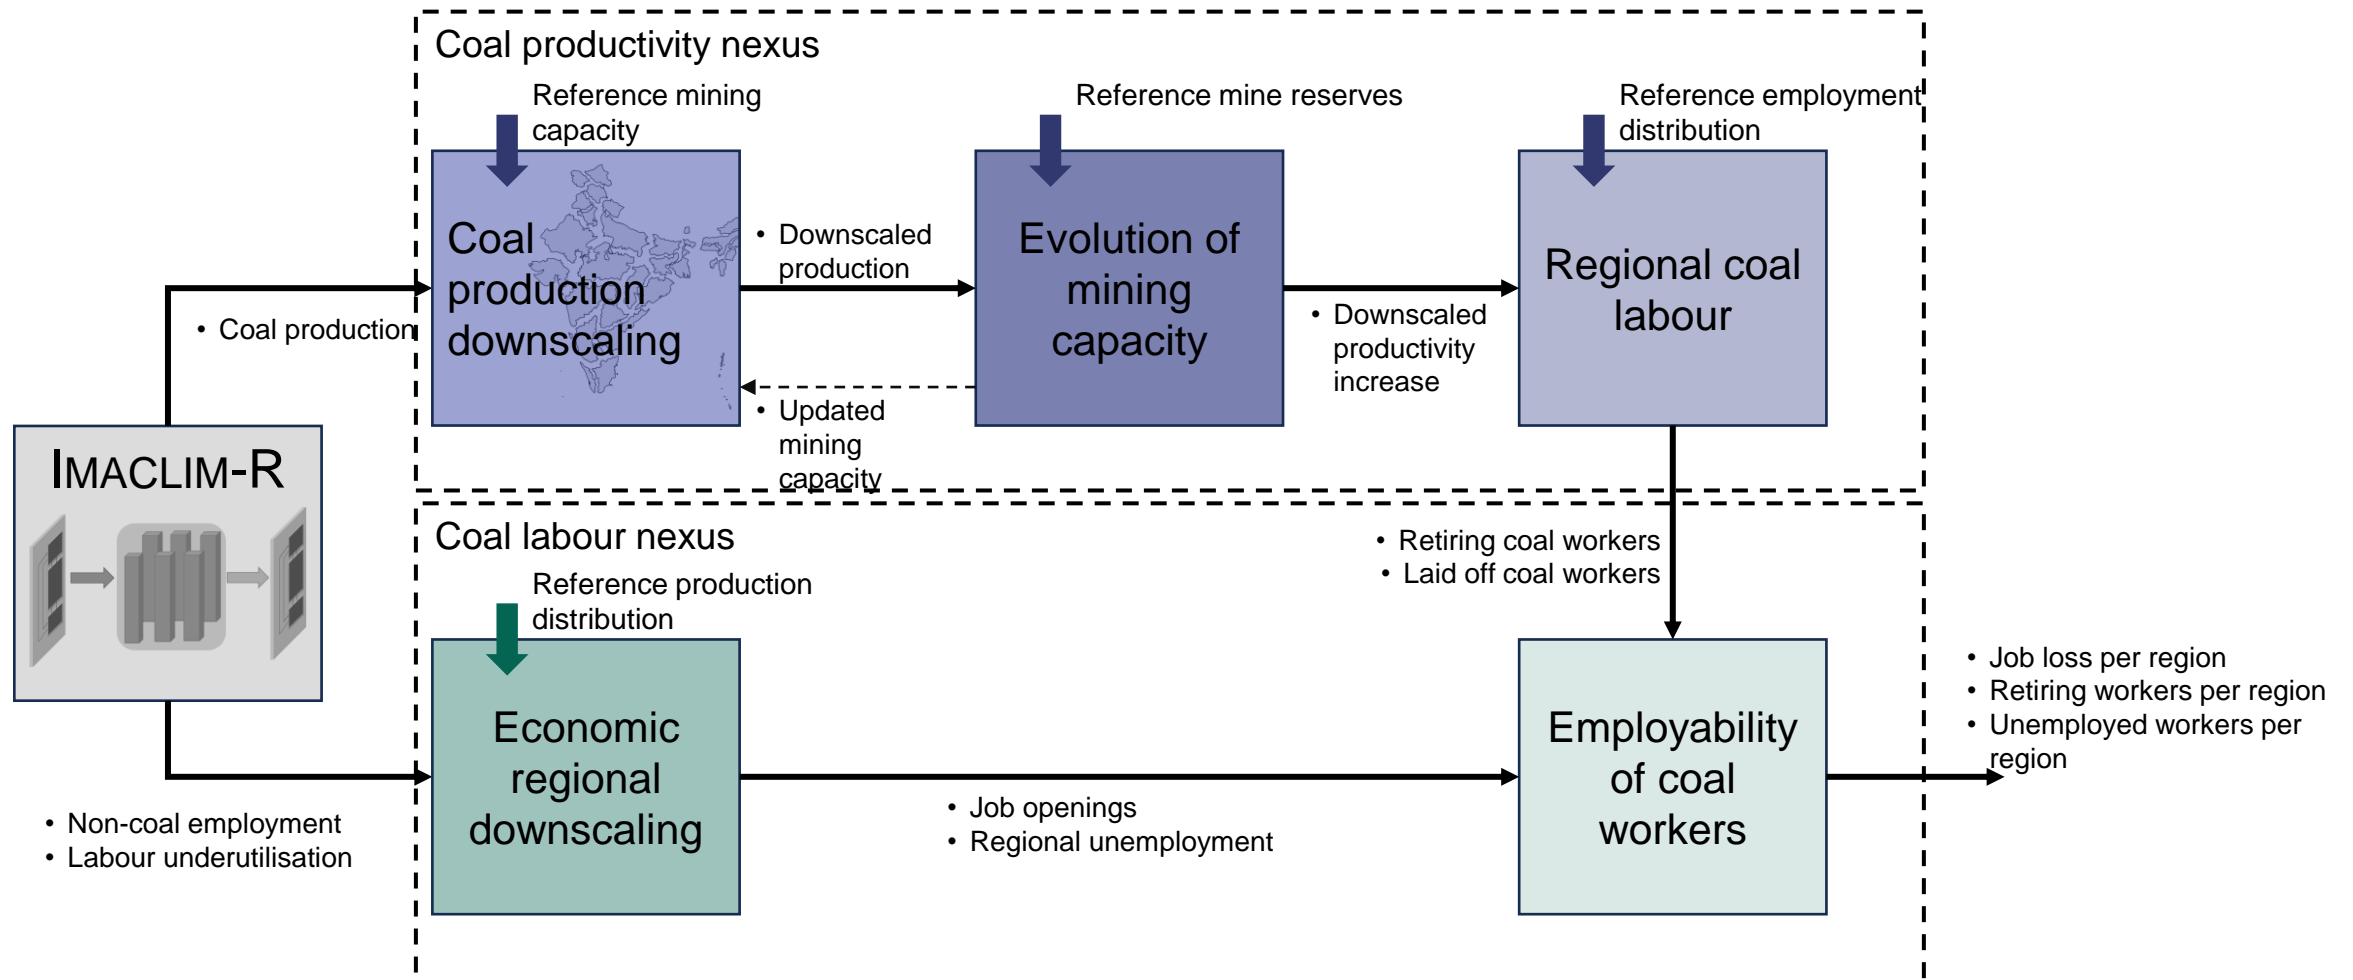 Coal productivity nexus
Reference mining
capacity
Reference mine reserves
Reference employment
distribution
Coal
production
downscaling
• Downscaled
production
Evolution of
mining
capacity
• Downscaled
productivity
increase
Regional coal
labour
• Coal production
• Updated
mining
capacity
IMACLIM-R
Coal labour nexus
• Retiring coal workers
• Laid off coal workers
Reference production
distribution
Economic
regional
downscaling
• Non-coal employment
• Labour underutilisation
• Job openings
• Regional unemployment
Employability
of coal
workers
• Job loss per region
• Retiring workers per region
• Unemployed workers per
region